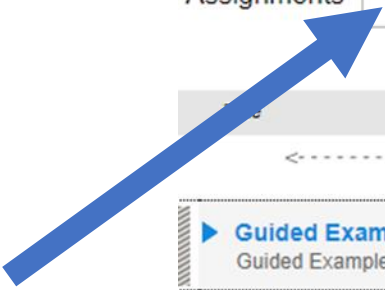 Assignments
<- - - - - - - -
Guided Exam
Guided Example